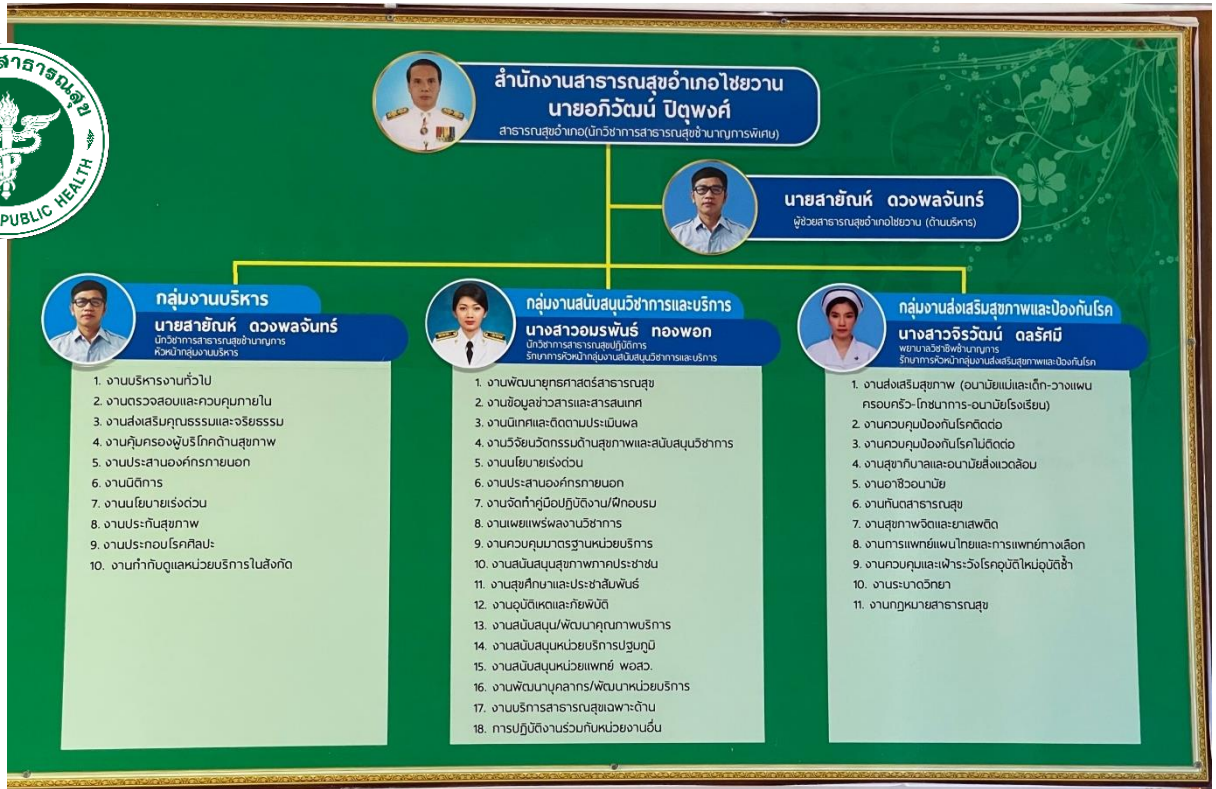 สาธารณสุข
PUBLIC HEALTH
สำนักงานสาธารณสุขอำเภอไชยวาน
นายอภิวัฒน์ ปิตุพงศ์
สาธารณสุขอำเภอ(นักวิชาการสาธารณสุขชำนาญการพิเศษ)
นายสายัณห์ ดวงพลจันทร์
ผู้ช่วยสาธารณสุขอำเภอไชยวาน (ด้านบริหาร)
กลุ่มงานบริหาร
นายสายัณห์ ดวงพลจันทร์
นักวิชาการสาธารณสุขชำนาญการ
หัวหน้ากลุ่มงานบริหาร
1. งานบริหารงานทั่วไป
2. งานตรวจสอบและควบคุมภายใน
3. งานส่งเสริมคุณธรรมและจริยธรรม
4. งานคุ้มครองผู้บริโภคด้านสุขภาพ
5. งานประสานองค์กรภายนอก
6. งานนิติการ
7. งานนโยบายเร่งด่วน
8. งานประกันสุขภาพ
9. งานประกอบโรคศิลปะ
10. งานกำกับดูแลหน่วยบริการในสังกัด
กลุ่มงานสนับสนุนวิชาการและบริการ
นางสาวอมรพันธ์ ทองพอก
นักวิชาการสาธารณสุขปฏิบัติการ
รักษาการหัวหน้ากลุ่มงานสนับสนุนวิชาการและบริการ
1. งานพัฒนายุทธศาสตร์สาธารณสุข
2. งานข้อมูลข่าวสารและสารสนเทศ
3. งานนิเทศและติดตามประเมินผล
4. งานวิจัยนวัตกรรมด้านสุขภาพและสนับสนุนวิชาการ
5. งานนโยบายเร่งด่วน
6. งานประสานองค์กรภายนอก
7. งานจัดทำคู่มือปฏิบัติงาน/ฝึกอบรม
8. งานเผยแพร่ผลงานวิชาการ
9. งานควบคุมมาตรฐานหน่วยบริการ
10. งานสนันสนุนสุขภาพภาคประชาชน
11. งานสุขศึกษาและประชาสัมพันธ์
12. งานอุบัติเหตและภัยพิบัติ
13. งานสนับสนุน/พัฒนาคุณภาพบริการ
14. งานสนับสนุนหน่วยบริการปฐมภูมิ
15. งานสนับสนุนหน่วยแพทย์ พอสว.
16. งานพัฒนาบุคลากร/พัฒนาหน่วยบริการ
17. งานบริการสาธารณสุขเฉพาะด้าน
18. การปฏิบัติงานร่วมกับหน่วยงานอื่น
กลุ่มงานส่งเสริมสุขภาพและป้องกันโรค
นางสาวจิรวัฒน์ ดลรัศมี
พยาบาลวิชาชีพชำนาญการ
รักษาการหัวหน้ากลุ่มงานส่งเสริมสุขภาพและป้องกันโรค
1. งานส่งเสริมสุขภาพ (อนามัยแม่และเด็ก-วางแผน
ครอบครัว-โภชนาการ-อนามัยโรงเรียน)
2. งานควบคุมป้องกันโรคติดต่อ
3. งานควบคุมป้องกันโรคไม่ติดต่อ
4. งานสุขาภิบาลและอนามัยสิ่งแวดล้อม
5. งานอาชีวอนามัย
6. งานทันตสาธารณสุข
7. งานสุขภาพจิตและยาเสพติด
8. งานการแพทย์แผนไทยและการแพทย์ทางเลือก
9. งานควบคุมและเฝ้าระวังโรคอุบัติใหม่อุบัติซ้ำ
10. งานระบาดวิทยา
11. งานกฎหมายสาธารณสุข